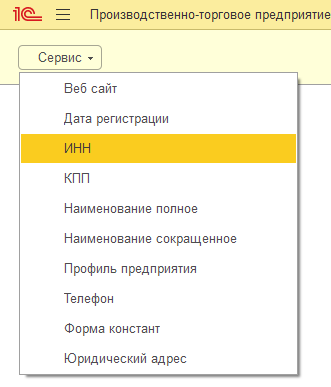 1С Производственно-торговое предприятие
Сервис
Веб сайт
Дата регистрации
ИНН
КПП
Наименование полное
Наименование сокращенное
Профиль предприятия
Телефон
Форма констант
Юридический адрес